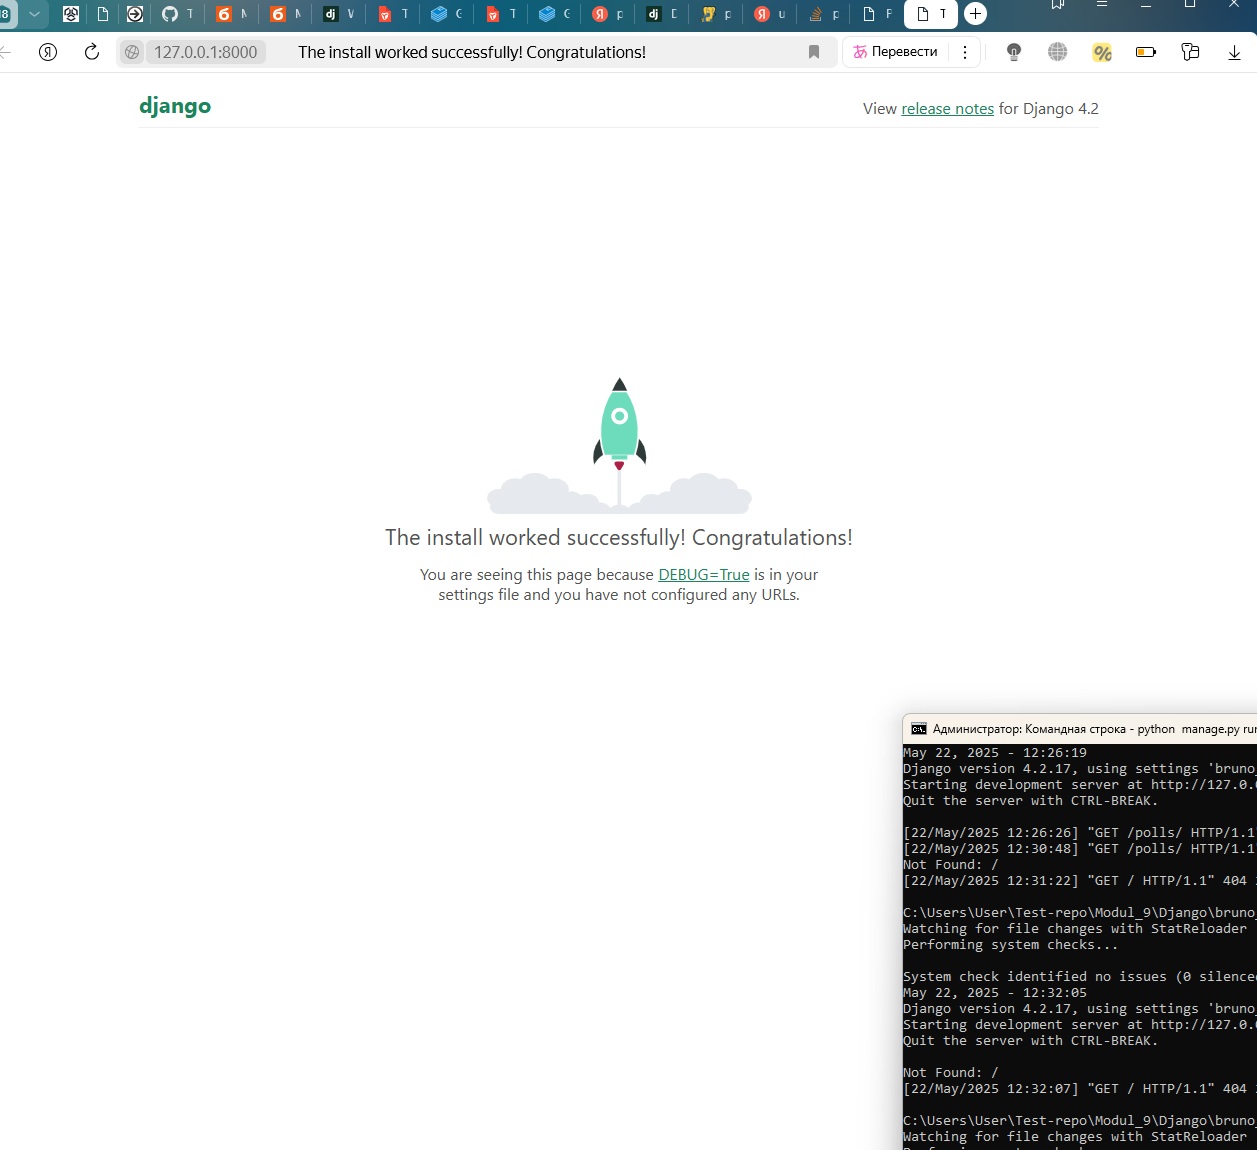 127.0.0.1:8000 The install worked successfully! Congratulations! Перевести
django
View release notes for Django 4.2
The install worked successfully! Congratulations!
You are seeing this page because DEBUG=True is in your
settings file and you have not configured any URLs.
Администратор: Командная строка - python manage.py run
May 22, 2025 - 12:26:19
Django version 4.2.17, using settings 'bruno_
Starting development server at http://127.0.0
Quit the server with CTRL-BREAK.
[22/May/2025 12:26:26] "GET /polls/ HTTP/1.1"
[22/May/2025 12:30:48] "GET /polls/ HTTP/1.1"
Not Found: /
[22/May/2025 12:31:22] "GET / HTTP/1.1" 404
C:\Users\User\Test-repo\Modul_9\Django\bruno_
Watching for file changes with StatReloader
Performing system checks...
System check identified no issues (0 silenced
May 22, 2025 - 12:32:05
Django version 4.2.17, using settings 'bruno_
Starting development server at http://127.0.0
Quit the server with CTRL-BREAK.
Not Found: /
[22/May/2025 12:32:07] "GET / HTTP/1.1" 404
C:\Users\User\Test-repo\Modul_9\Django\bruno_
Watching for file changes with StatReloader